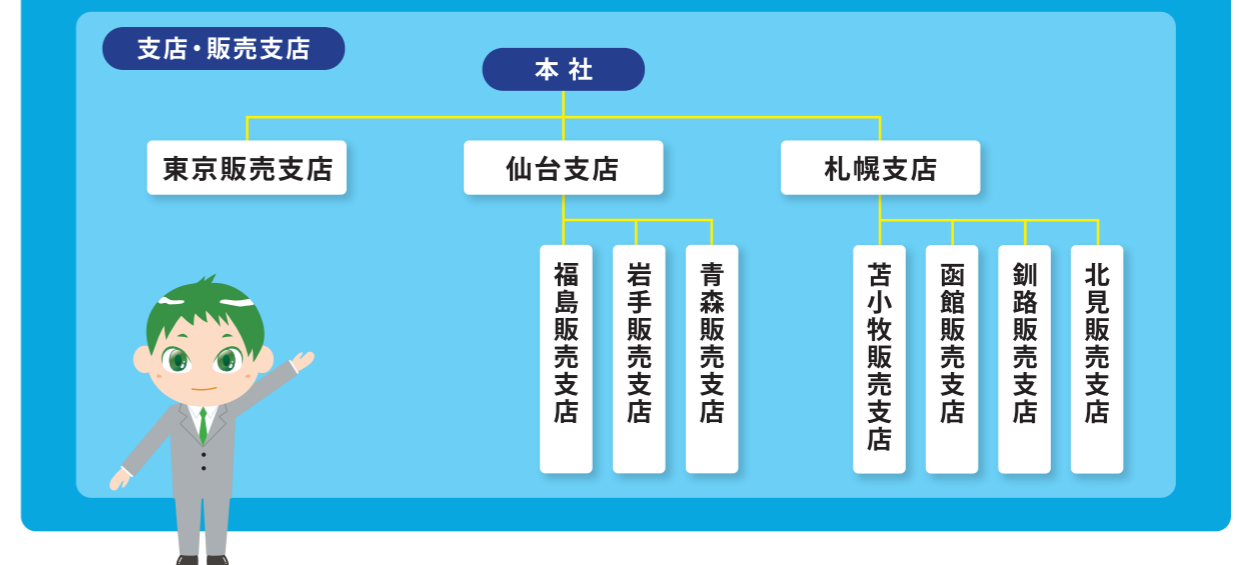 支店・販売支店
本社
東京販売支店
仙台支店
札幌支店
福島販売支店
岩手販売支店
青森販売支店
苫小牧販売支店
函館販売支店
釧路販売支店
北見販売支店